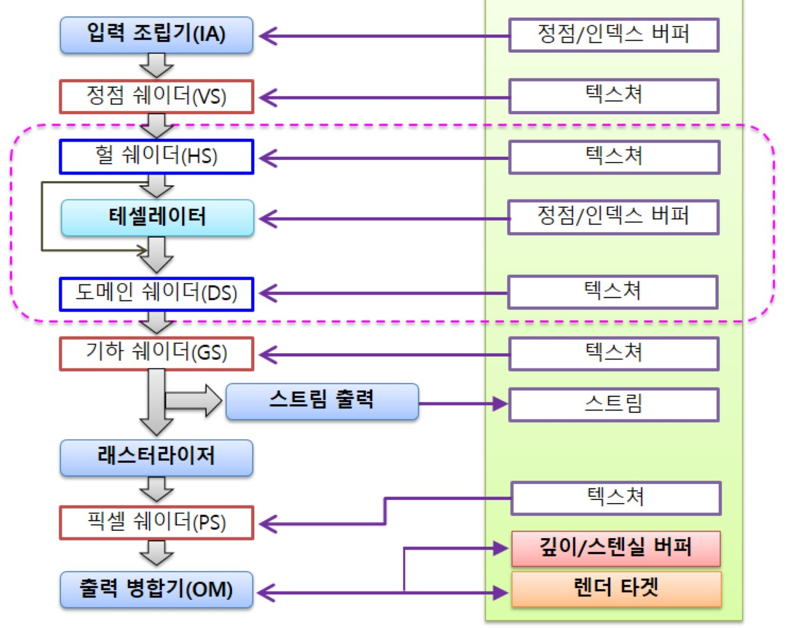 입력 조립기(IA)
정점/인덱스 버퍼
정점 쉐이더(VS)
텍스쳐
헐 쉐이더(HS)
텍스쳐
테셀레이터
정점/인덱스 버퍼
도메인 쉐이더(DS)
텍스쳐
기하 쉐이더(GS)
텍스쳐
스트림 출력
스트림
래스터라이저
텍스쳐
픽셀 쉐이더(PS)
깊이/스텐실 버퍼
출력 병합기(OM)
렌더 타겟